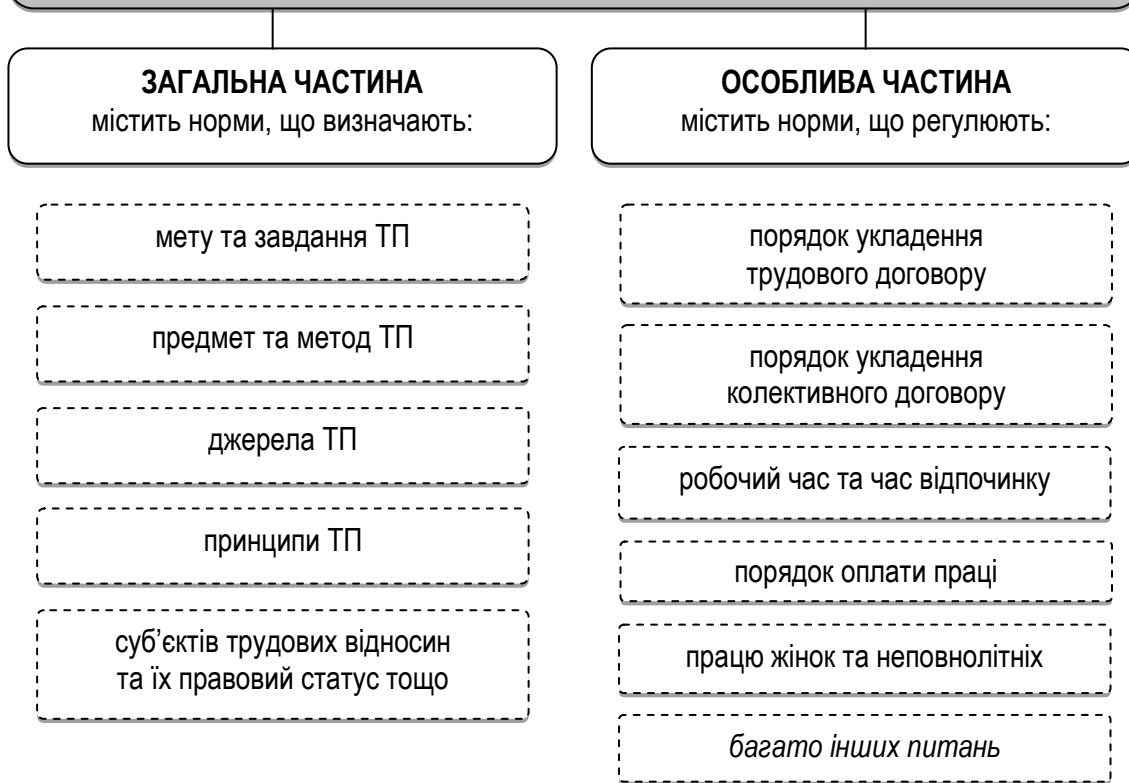 ЗАГАЛЬНА ЧАСТИНА
містить норми, що визначають:
мету та завдання ТП
предмет та метод ТП
джерела ТП
принципи ТП
суб’єктів трудових відносин
та їх правовий статус тощо
ОСОБЛИВА ЧАСТИНА
містить норми, що регулюють:
порядок укладення
трудового договору
порядок укладення
колективного договору
робочий час та час відпочинку
порядок оплати праці
працю жінок та неповнолітніх
багато інших питань